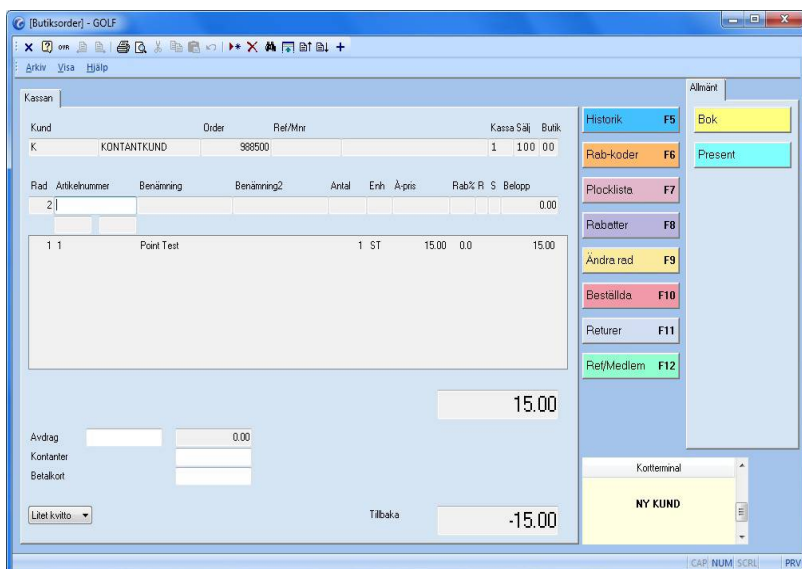 [Butiksorder] - GOLF
OVR
Arkiv Visa Hjälp
Kassan
Kund Order Ref/Mnr Kassa Sälj Butik
K KONTANTKUND 988500 1 100 00
Rad Artikelnummer Benämning Benämning2 Antal Enh À-pris Rab% R S Belopp
2 0.00
1 1 Point Test 1 ST 15.00 0.0 15.00
15.00
Avdrag 0.00
Kontanter
Betalkort
Litet kvitto Tillbaka -15.00
Historik F5
Rab-koder F6
Plocklista F7
Rabatter F8
Ändra rad F9
Beställda F10
Returer F11
Ref/Medlem F12
Allmänt
Bok
Present
Kortterminal
NY KUND
CAP NUM SCRL PRV